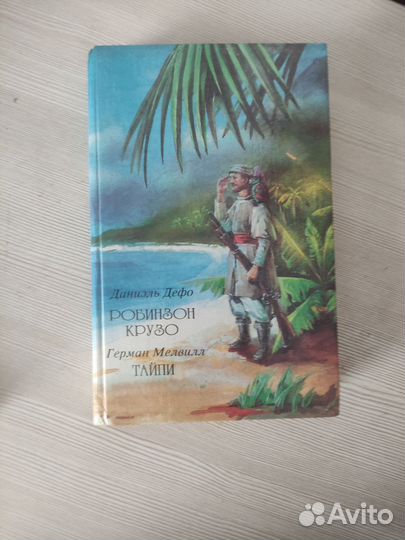 Даниэль Дефо
РОБИНЗОН
КРУЗО
Герман Мелвилл
ТАЙПИ
Avito